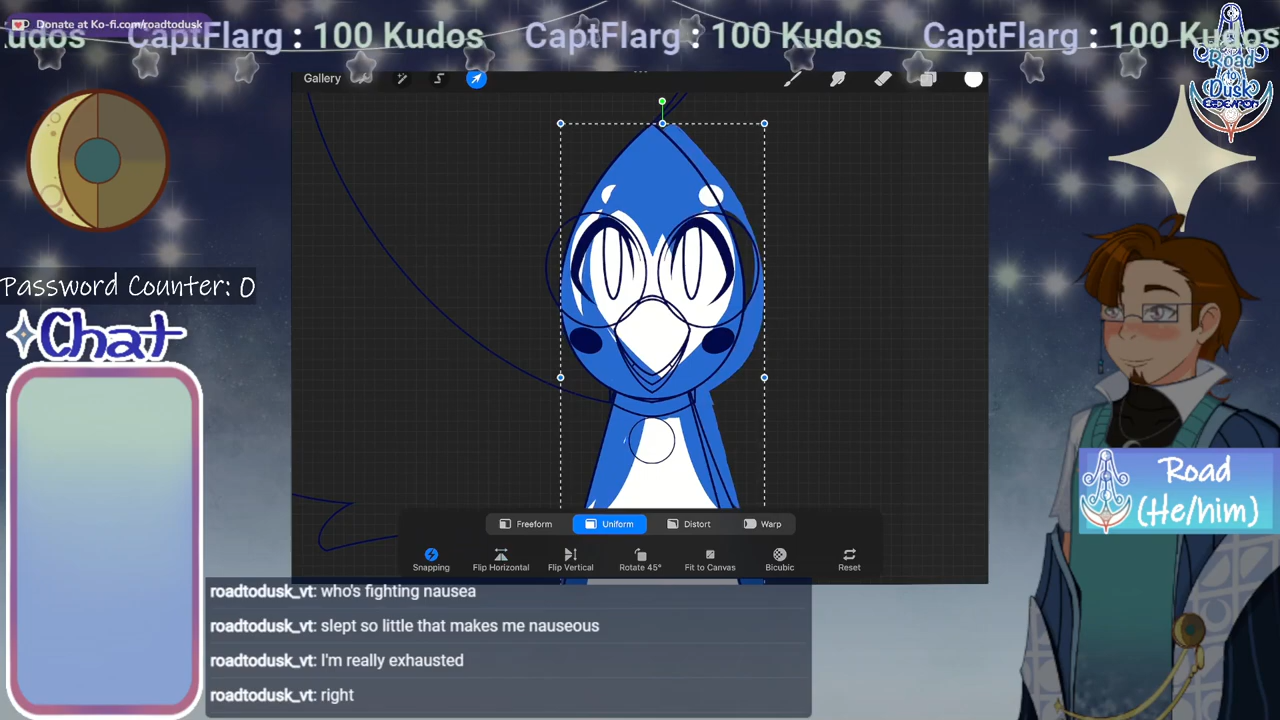 Donate at Ko-fi.com/roadtodusk
.udos CaptFlarg : 100 Kudos CaptFlarg : 100 Kudos CaptFlarg : 100 Kudos
Road
to
Dusk
Gallery
Password Counter: 0
Chat
Road
(He/him)
Freeform Uniform Distort Warp
Snapping Flip Horizontal Flip Vertical Rotate 45° Fit to Canvas Bicubic Reset
roadtodusk_vt: who's fighting nausea
roadtodusk_vt: slept so little that makes me nauseous
roadtodusk_vt: I'm really exhausted
roadtodusk_vt: right